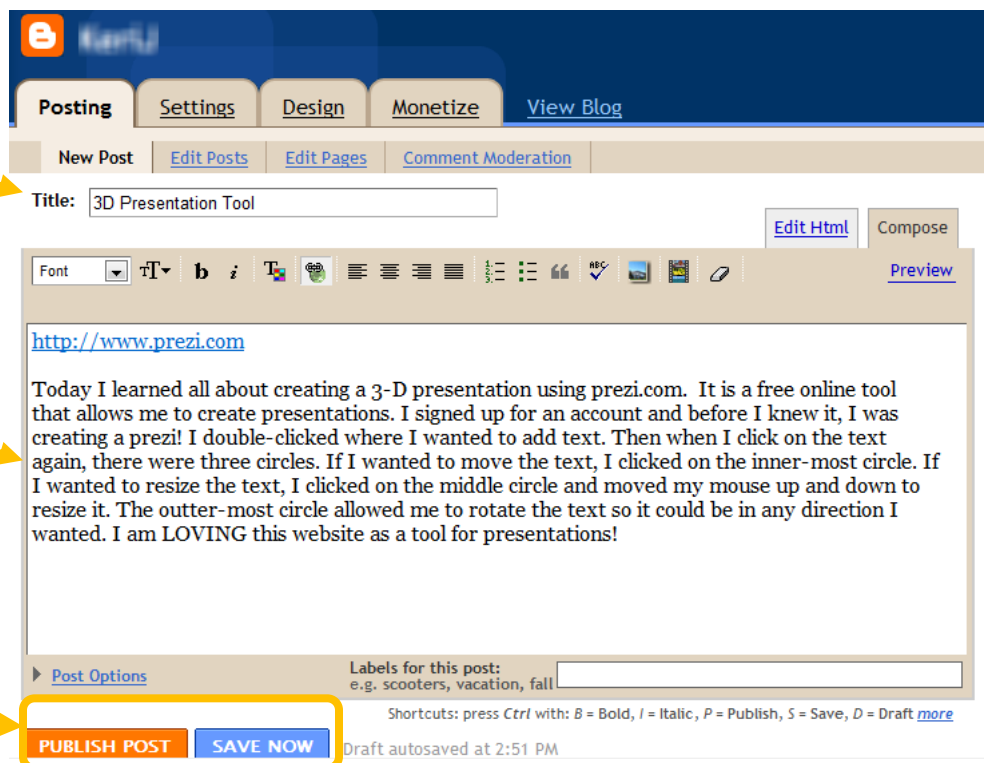 Posting Settings Design Monetize View Blog
New Post Edit Posts Edit Pages Comment Moderation
Title: 3D Presentation Tool
Edit Html Compose
Font Preview
http://www.prezi.com
Today I learned all about creating a 3-D presentation using prezi.com. It is a free online tool
that allows me to create presentations. I signed up for an account and before I knew it, I was
creating a prezi! I double-clicked where I wanted to add text. Then when I click on the text
again, there were three circles. If I wanted to move the text, I clicked on the inner-most circle. If
I wanted to resize the text, I clicked on the middle circle and moved my mouse up and down to
resize it. The outter-most circle allowed me to rotate the text so it could be in any direction I
wanted. I am LOVING this website as a tool for presentations!
Post Options
Labels for this post:
e.g. scooters, vacation, fall
Shortcuts: press Ctrl with: B = Bold, I = Italic, P = Publish, S = Save, D = Draft more
PUBLISH POST SAVE NOW Draft autosaved at 2:51 PM